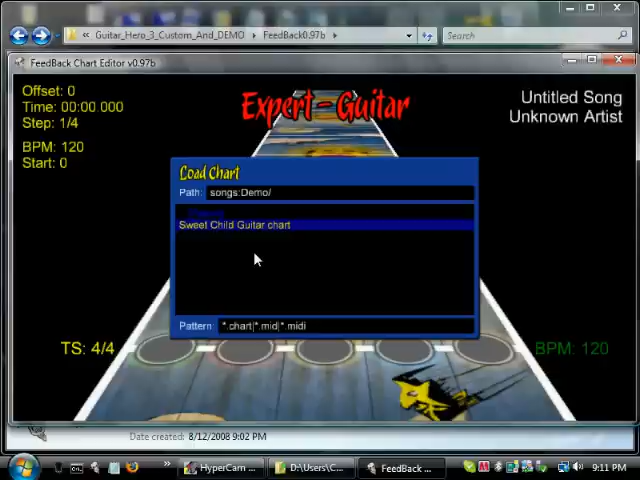 Guitar_Hero_3_Custom_And_DEMO
FeedBack0.97b
Search
FeedBack Chart Editor v0.97b
Offset: 0
Time: 00:00.000
Step: 1/4
BPM: 120
Start: 0
Expert - Guitar
Untitled Song
Unknown Artist
Load Chart
Path: songs:Demo/
Sweet Child Guitar chart
Pattern: *.chart|*.mid|*.midi
TS: 4/4
BPM: 120
Date created: 8/12/2008 9:02 PM
HyperCam ...
D:\Users\C...
FeedBack ...
9:11 PM